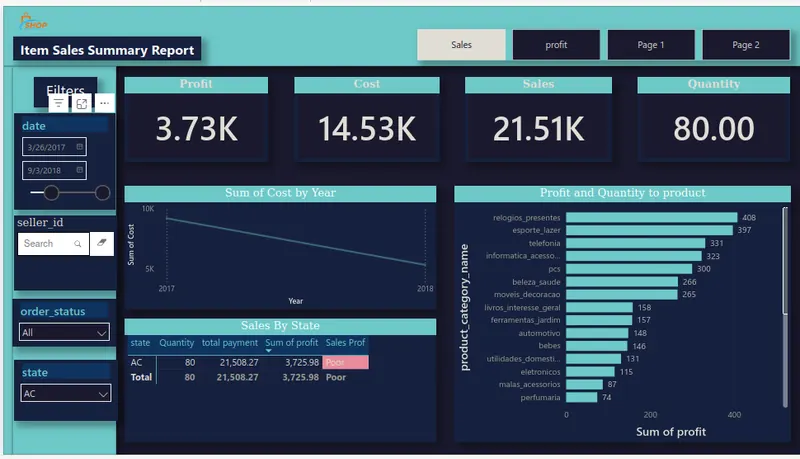 SHOP
Item Sales Summary Report
Sales
profit
Page 1
Page 2
Filters
date
3/26/2017
9/3/2018
seller_id
Search
order_status
All
state
AC
Profit
3.73K
Cost
14.53K
Sales
21.51K
Quantity
80.00
Sum of Cost by Year
Sum of Cost
10K
5K
2017
2018
Year
Sales By State
state Quantity total payment Sum of profit Sales Prof
AC 80 21,508.27 3,725.98 Poor
Total 80 21,508.27 3,725.98 Poor
Profit and Quantity to product
product_category_name
relogios_presentes 408
esporte_lazer 397
telefonia 331
informatica_acesso... 323
pcs 300
beleza_saude 266
moveis_decoracao 265
livros_interesse_geral 158
ferramentas_jardim 157
automotivo 148
bebes 146
utilidades_domesti... 131
eletronicos 115
malas_acessorios 87
perfumaria 74
0 200 400
Sum of profit